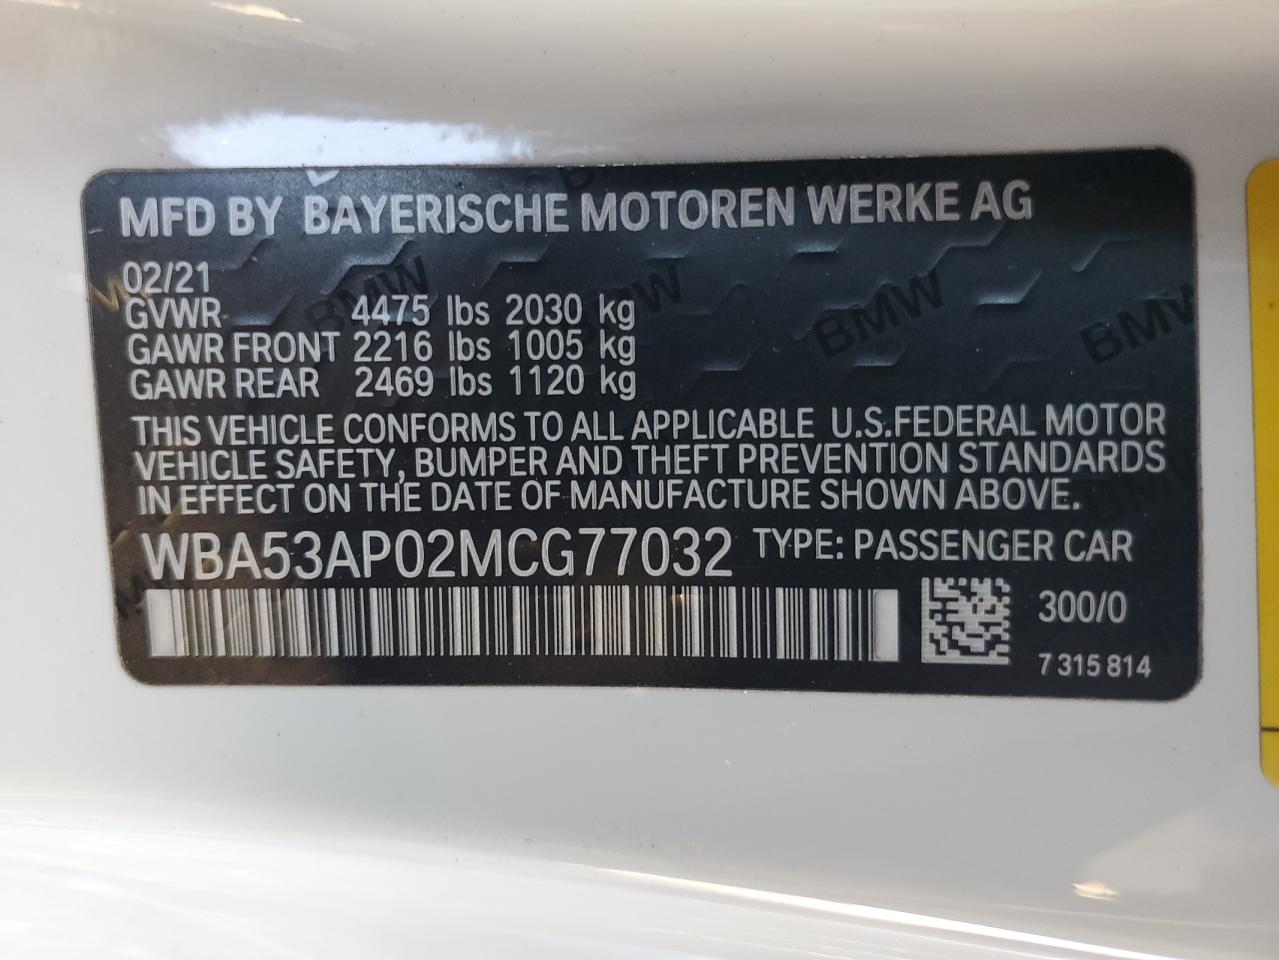 MFD BY BAYERISCHE MOTOREN WERKE AG
02/21
GVWR 4475 lbs 2030 kg
GAWR FRONT 2216 lbs 1005 kg
GAWR REAR 2469 lbs 1120 kg
THIS VEHICLE CONFORMS TO ALL APPLICABLE U.S.FEDERAL MOTOR
VEHICLE SAFETY, BUMPER AND THEFT PREVENTION STANDARDS
IN EFFECT ON THE DATE OF MANUFACTURE SHOWN ABOVE.
WBA53AP02MCG77032 TYPE: PASSENGER CAR
300/0
7 315 814
BMW
BMW
BMW